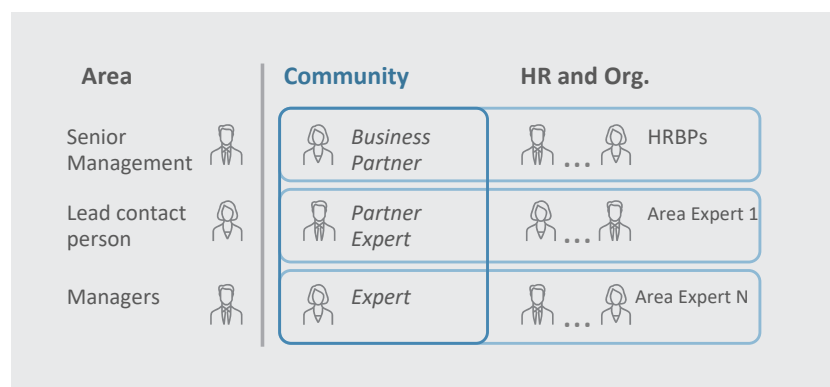 Area
Community
HR and Org.
Senior
Management
Business
Partner
...
HRBPs
Lead contact
person
Partner
Expert
...
Area Expert 1
Managers
Expert
...
Area Expert N